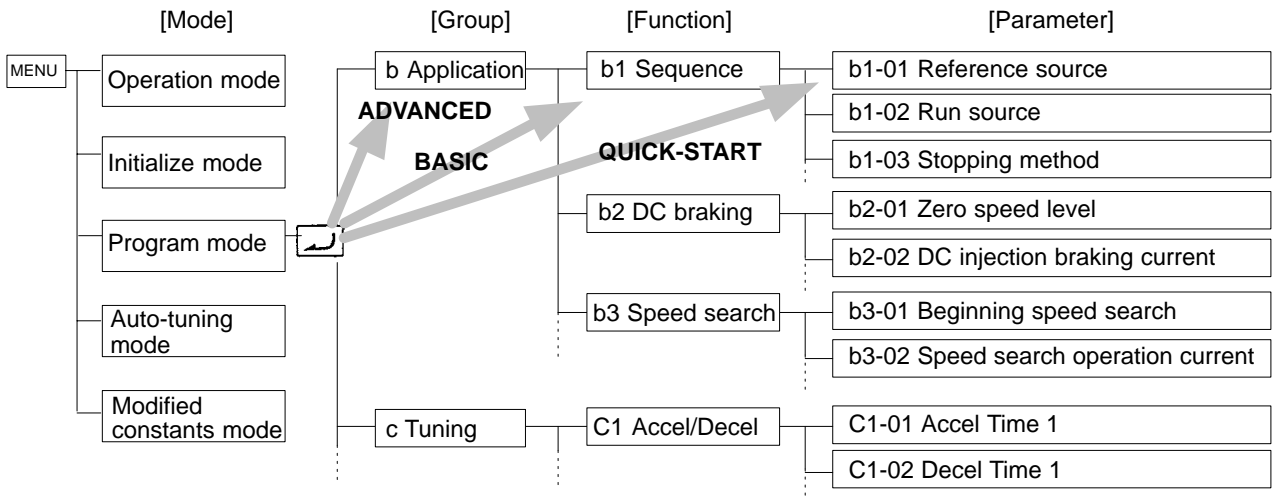 [Mode] [Group] [Function] [Parameter]
MENU
Operation mode
Initialize mode
Program mode
Auto-tuning
mode
Modified
constants mode
b Application
c Tuning
ADVANCED
BASIC
QUICK-START
b1 Sequence
b2 DC braking
b3 Speed search
C1 Accel/Decel
b1-01 Reference source
b1-02 Run source
b1-03 Stopping method
b2-01 Zero speed level
b2-02 DC injection braking current
b3-01 Beginning speed search
b3-02 Speed search operation current
C1-01 Accel Time 1
C1-02 Decel Time 1